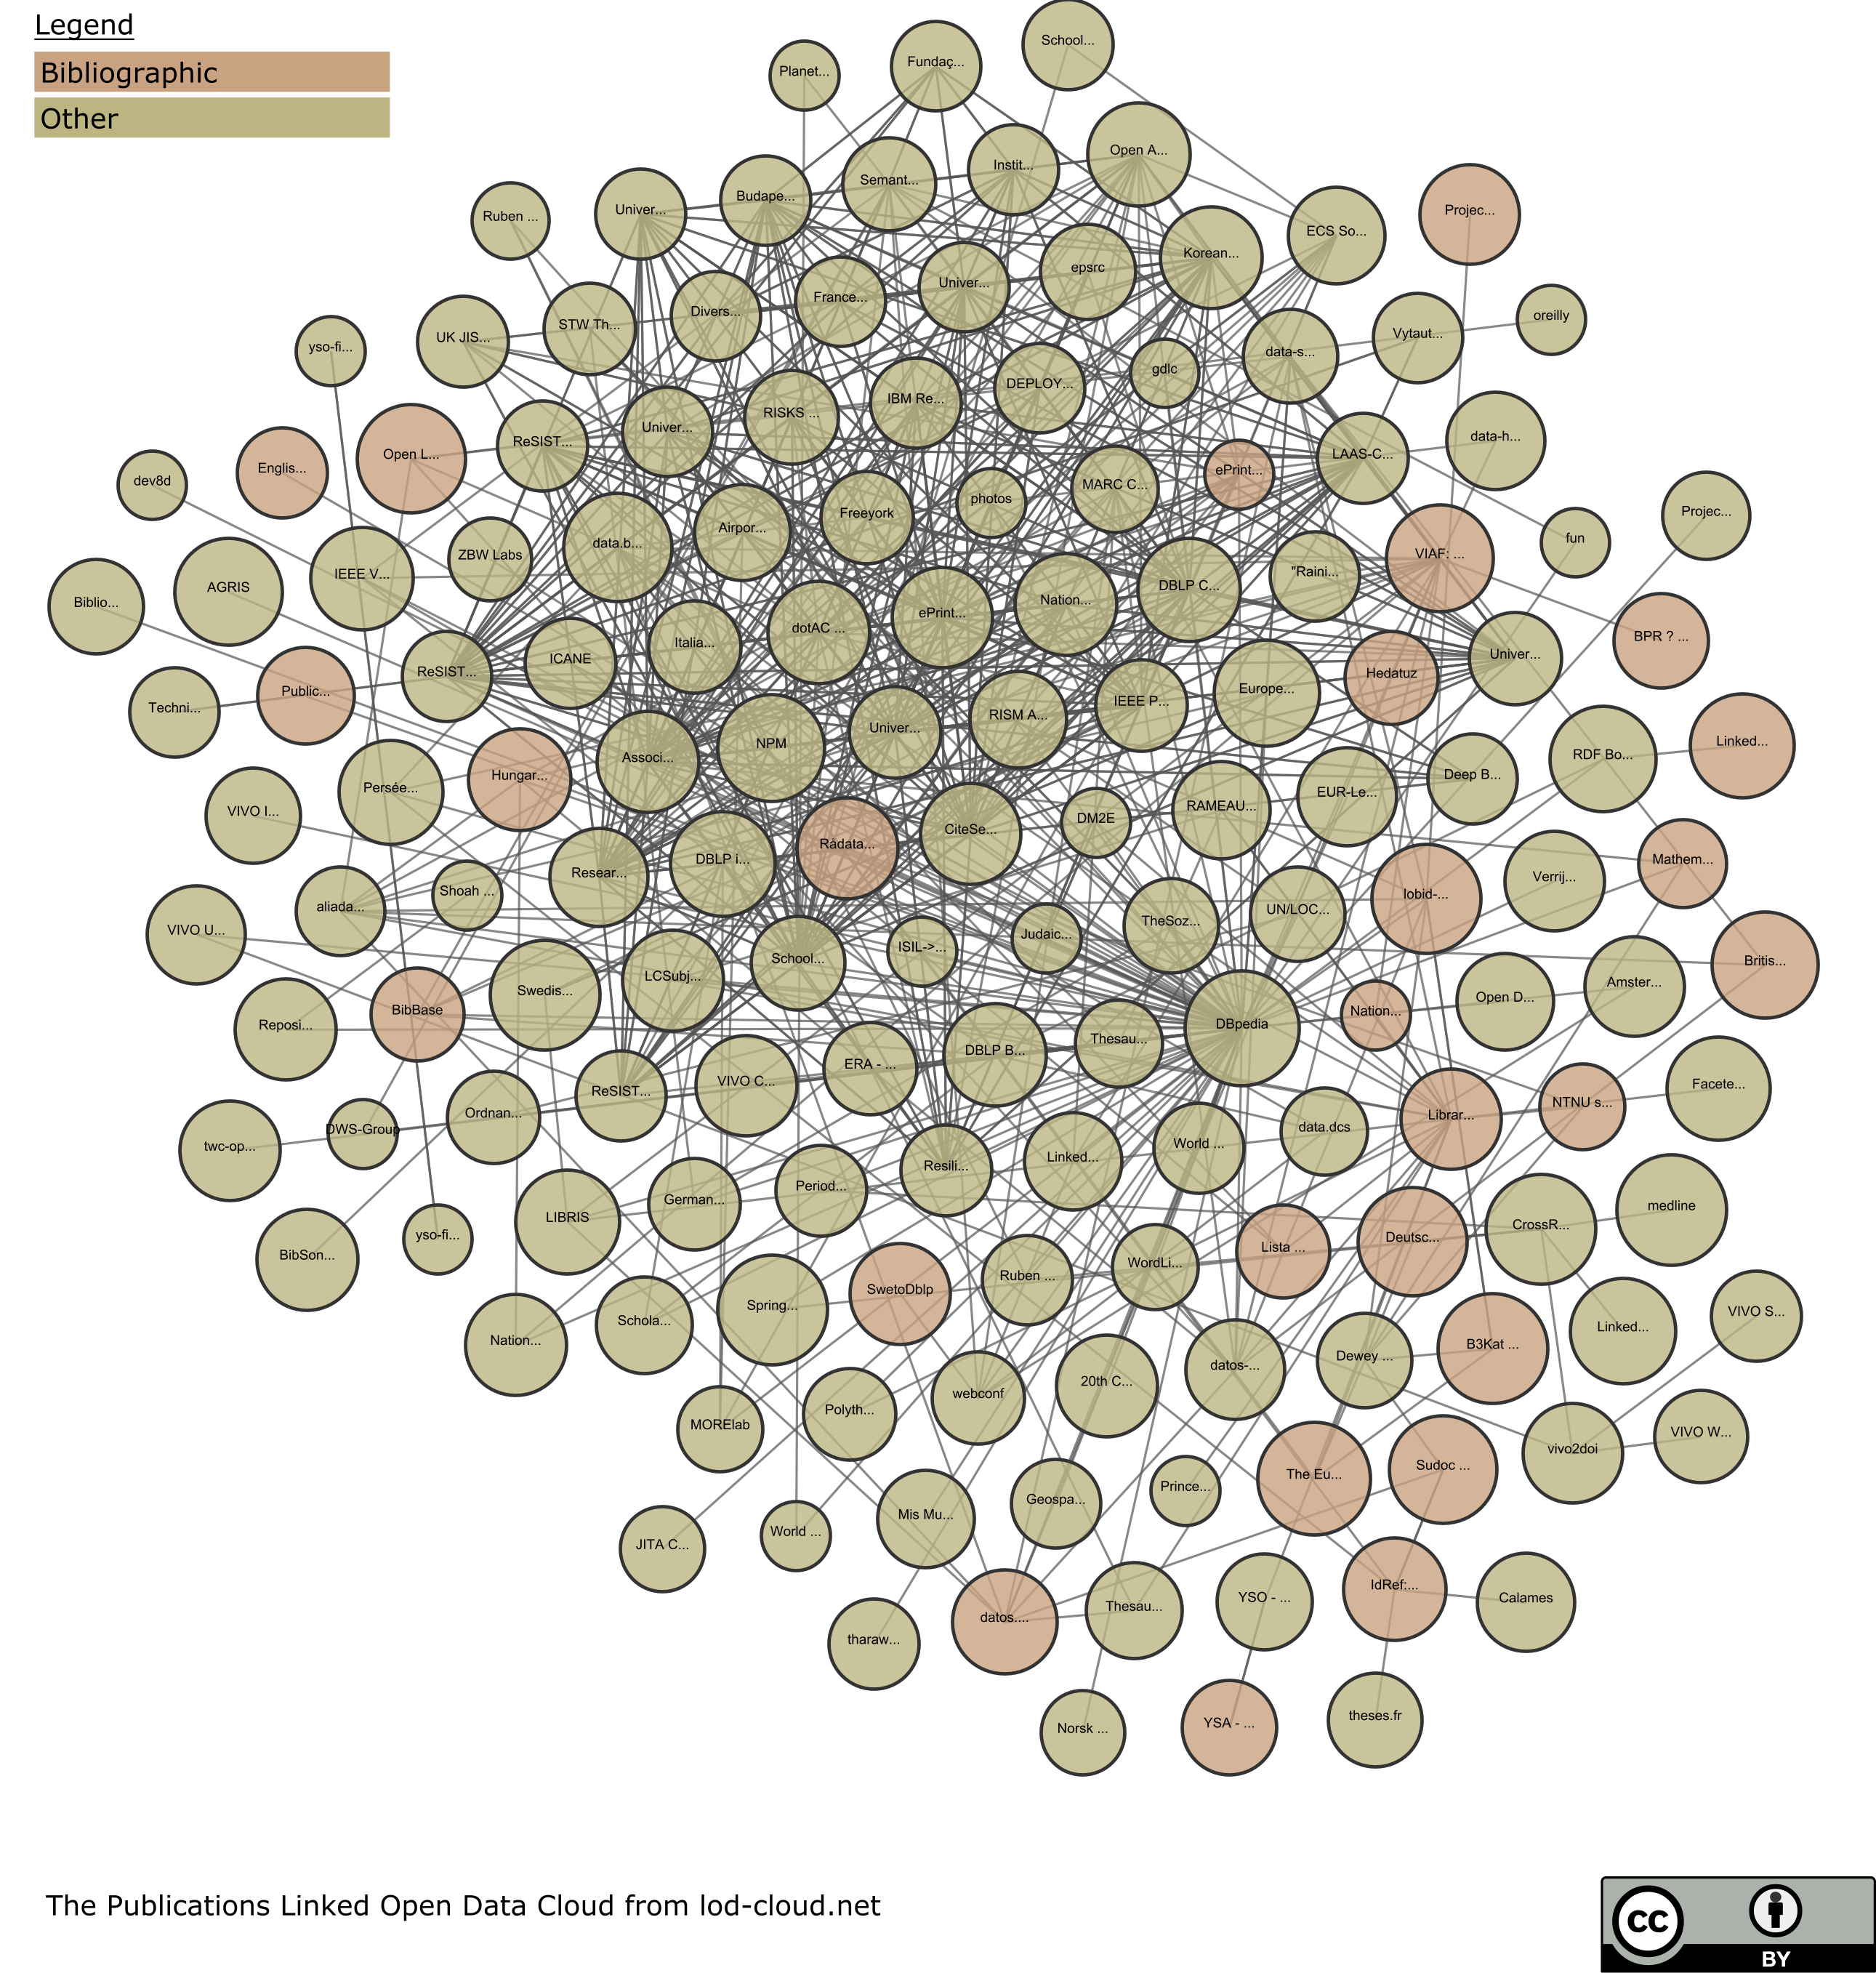 Legend
Bibliographic
Other
School...
Fundaç...
Planet...
Open A...
Instit...
Semant...
Budape...
Univer...
Ruben ...
Projec...
ECS So...
Korean...
epsrc
Univer...
France...
Divers...
STW Th...
UK JIS...
yso-fi...
oreilly
Vytaut...
data-s...
gdlc
DEPLOY...
IBM Re...
RISKS ...
Univer...
ReSIST...
Open L...
Englis...
dev8d
data-h...
LAAS-C...
ePrint...
MARC C...
photos
Freeyork
Airpor...
data.b...
ZBW Labs
IEEE V...
AGRIS
Biblio...
Projec...
fun
VIAF: ...
"Raini...
DBLP C...
Nation...
ePrint...
dotAC ...
Italia...
ICANE
ReSIST...
Public...
Techni...
BPR ? ...
Univer...
Hedatuz
Europe...
IEEE P...
RISM A...
Univer...
NPM
Associ...
Hungar...
Persée...
VIVO I...
Linked...
RDF Bo...
Deep B...
EUR-Le...
RAMEAU...
DM2E
CiteSe...
Rådata...
DBLP i...
Resear...
Shoah ...
aliada...
VIVO U...
Mathem...
Verrij...
lobid-...
UN/LOC...
TheSoz...
Judaic...
ISIL->...
School...
LCSubj...
Swedis...
BibBase
Reposi...
Britis...
Amster...
Open D...
Nation...
DBpedia
Thesau...
DBLP B...
ERA - ...
VIVO C...
ReSIST...
Ordnan...
DWS-Group
twc-op...
Facete...
NTNU s...
Librar...
data.dcs
World ...
Linked...
Resili...
Period...
German...
LIBRIS
yso-fi...
BibSon...
medline
CrossR...
Deutsc...
Lista ...
WordLi...
Ruben ...
SwetoDblp
Spring...
Schola...
Nation...
VIVO S...
Linked...
B3Kat ...
Dewey ...
datos-...
20th C...
webconf
Polyth...
MORElab
VIVO W...
vivo2doi
Sudoc ...
The Eu...
Prince...
Geospa...
Mis Mu...
World ...
JITA C...
Calames
IdRef:...
YSO - ...
Thesau...
datos....
tharaw...
theses.fr
YSA - ...
Norsk ...
The Publications Linked Open Data Cloud from lod-cloud.net
CC
BY